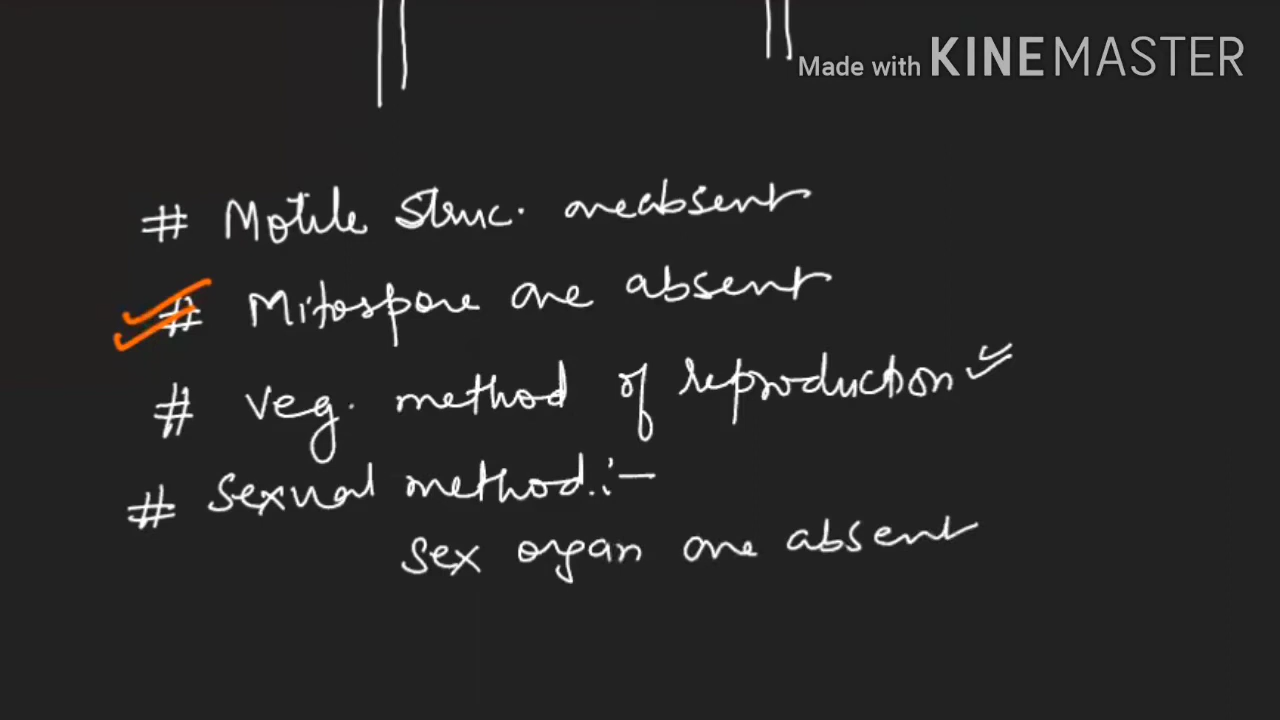 Made with KINEMASTER
# Motile struc. are absent
# Mitospore are absent
# Veg. method of reproduction
# Sexual method :-
sex organ are absent